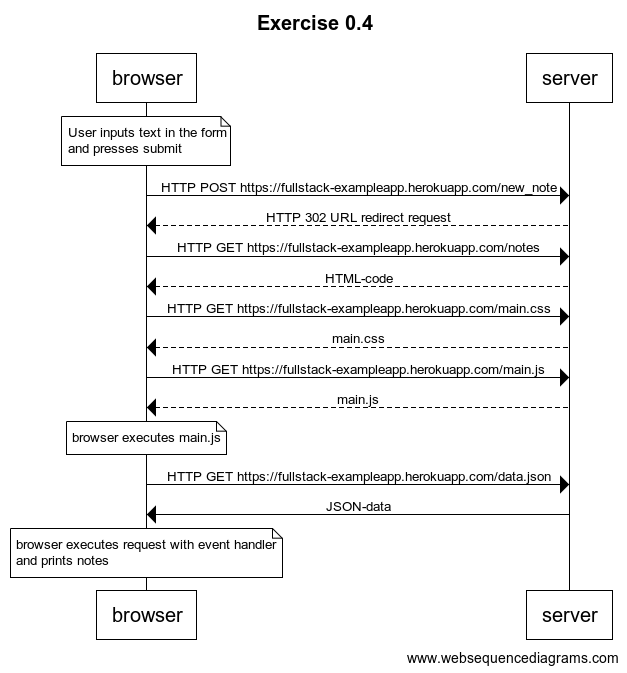 Exercise 0.4
browser
server
User inputs text in the form
and presses submit
HTTP POST https://fullstack-exampleapp.herokuapp.com/new_note
HTTP 302 URL redirect request
HTTP GET https://fullstack-exampleapp.herokuapp.com/notes
HTML-code
HTTP GET https://fullstack-exampleapp.herokuapp.com/main.css
main.css
HTTP GET https://fullstack-exampleapp.herokuapp.com/main.js
main.js
browser executes main.js
HTTP GET https://fullstack-exampleapp.herokuapp.com/data.json
JSON-data
browser executes request with event handler
and prints notes
browser
server
www.websequencediagrams.com